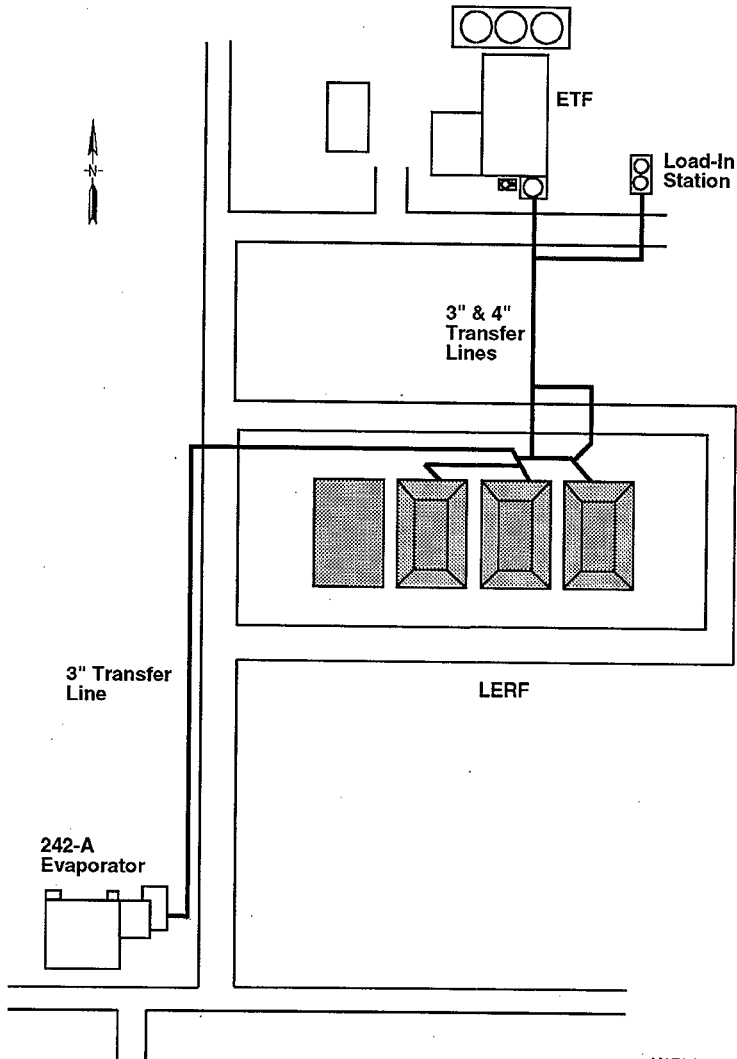 ETF
Load-In
Station
-N-
3" & 4"
Transfer
Lines
3" Transfer
Line
LERF
242-A
Evaporator